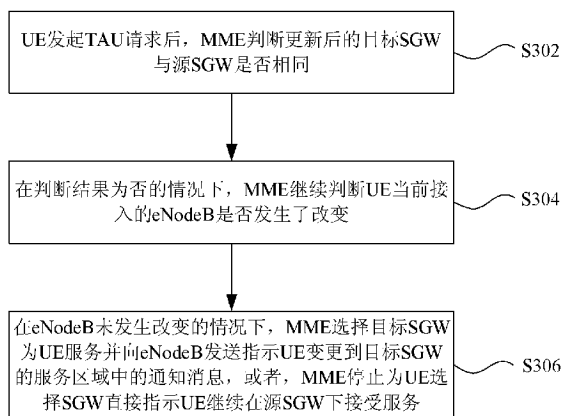 UE发起TAU请求后，MME判断更新后的目标SGW
与源SGW是否相同
S302
在判断结果为否的情况下，MME继续判断UE当前接
入的eNodeB是否发生了改变
S304
在eNodeB未发生改变的情况下，MME选择目标SGW
为UE服务并向eNodeB发送指示UE变更到目标SGW
的服务区域中的通知消息，或者，MME停止为UE选
择SGW直接指示UE继续在源SGW下接受服务
S306